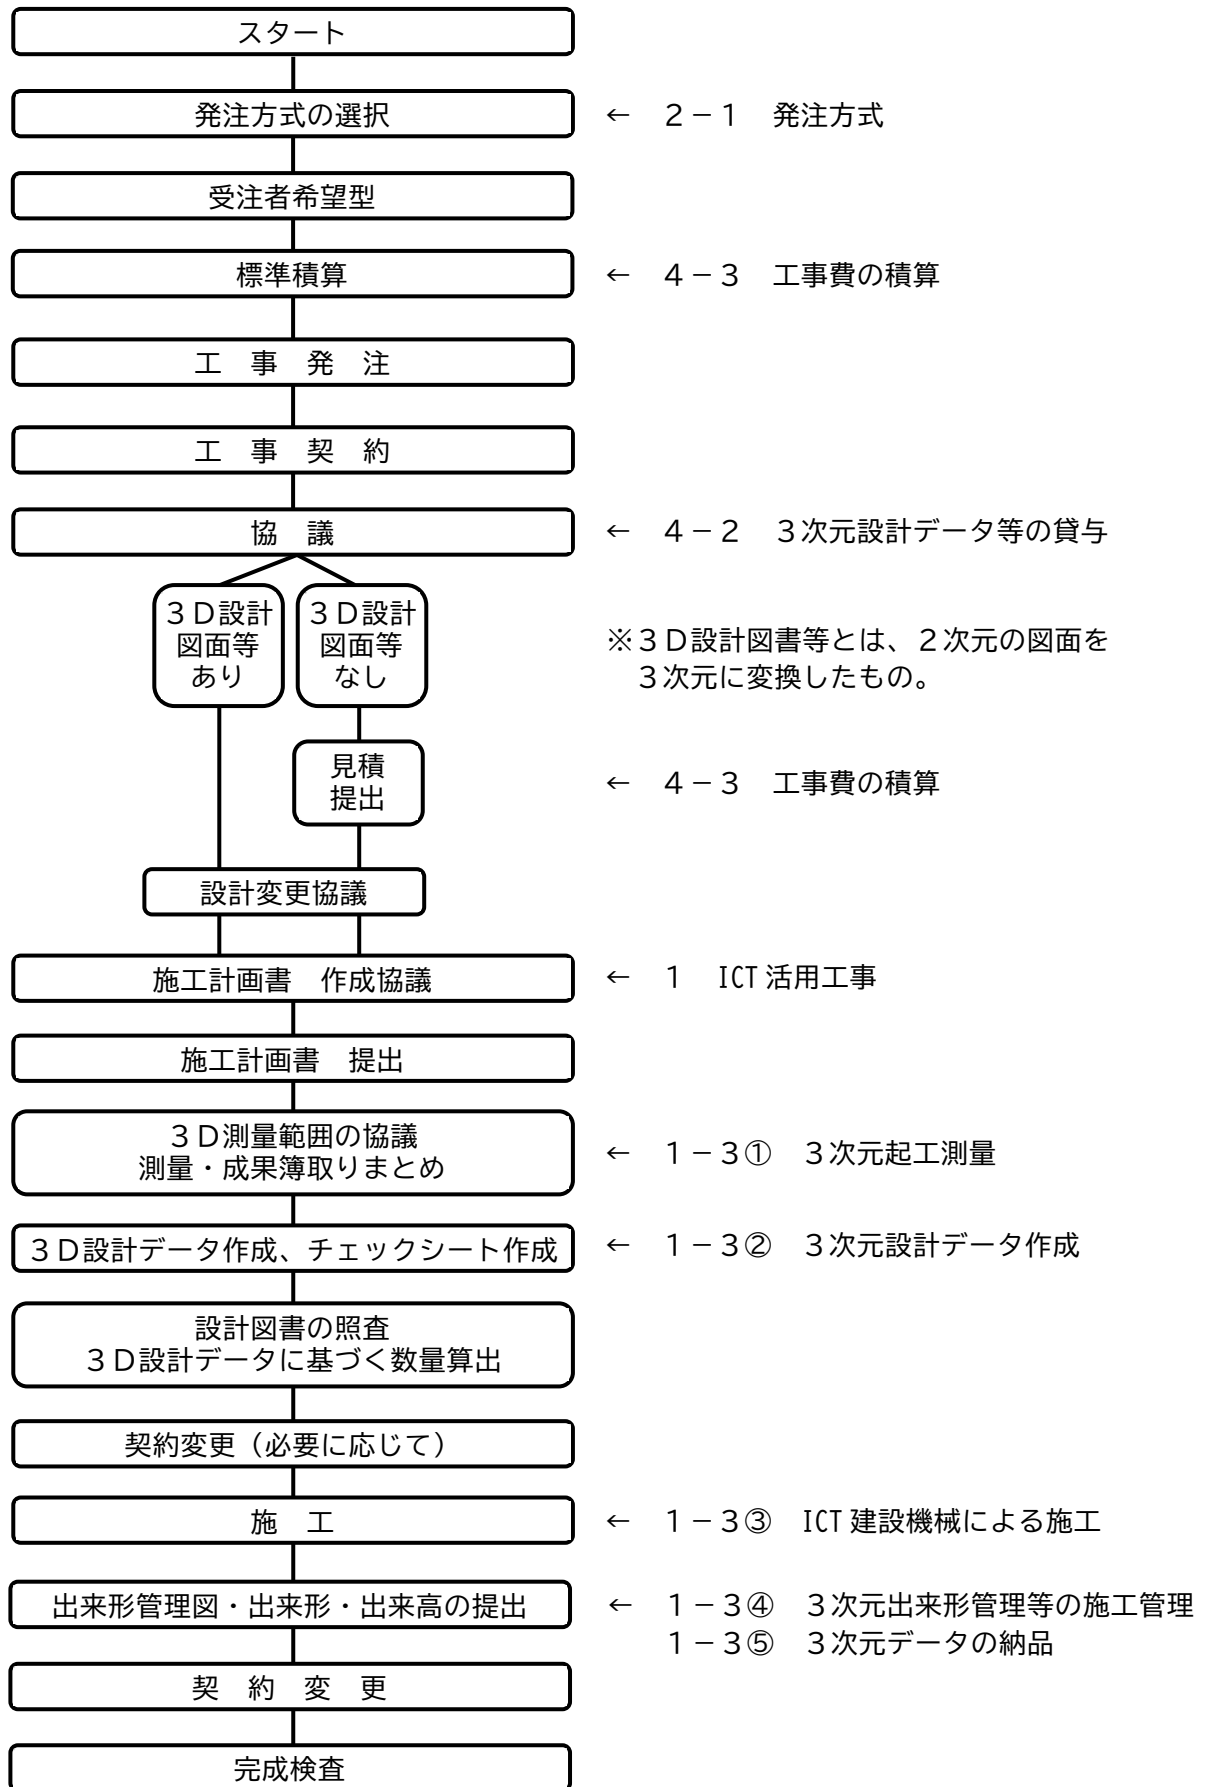 スタート
発注方式の選択
← 2-1 発注方式
受注者希望型
標準積算
← 4-3 工事費の積算
工 事 発 注
工 事 契 約
協 議
← 4-2 3次元設計データ等の貸与
3D設計
図面等
あり
3D設計
図面等
なし
※3D設計図書等とは、2次元の図面を
3次元に変換したもの。
見積
提出
← 4-3 工事費の積算
設計変更協議
施工計画書 作成協議
← 1 ICT活用工事
施工計画書 提出
3D測量範囲の協議
測量・成果簿取りまとめ
← 1-3① 3次元起工測量
3D設計データ作成、チェックシート作成
← 1-3② 3次元設計データ作成
設計図書の照査
3D設計データに基づく数量算出
契約変更（必要に応じて）
施 工
← 1-3③ ICT建設機械による施工
出来形管理図・出来形・出来高の提出
← 1-3④ 3次元出来形管理等の施工管理
1-3⑤ 3次元データの納品
契 約 変 更
完成検査